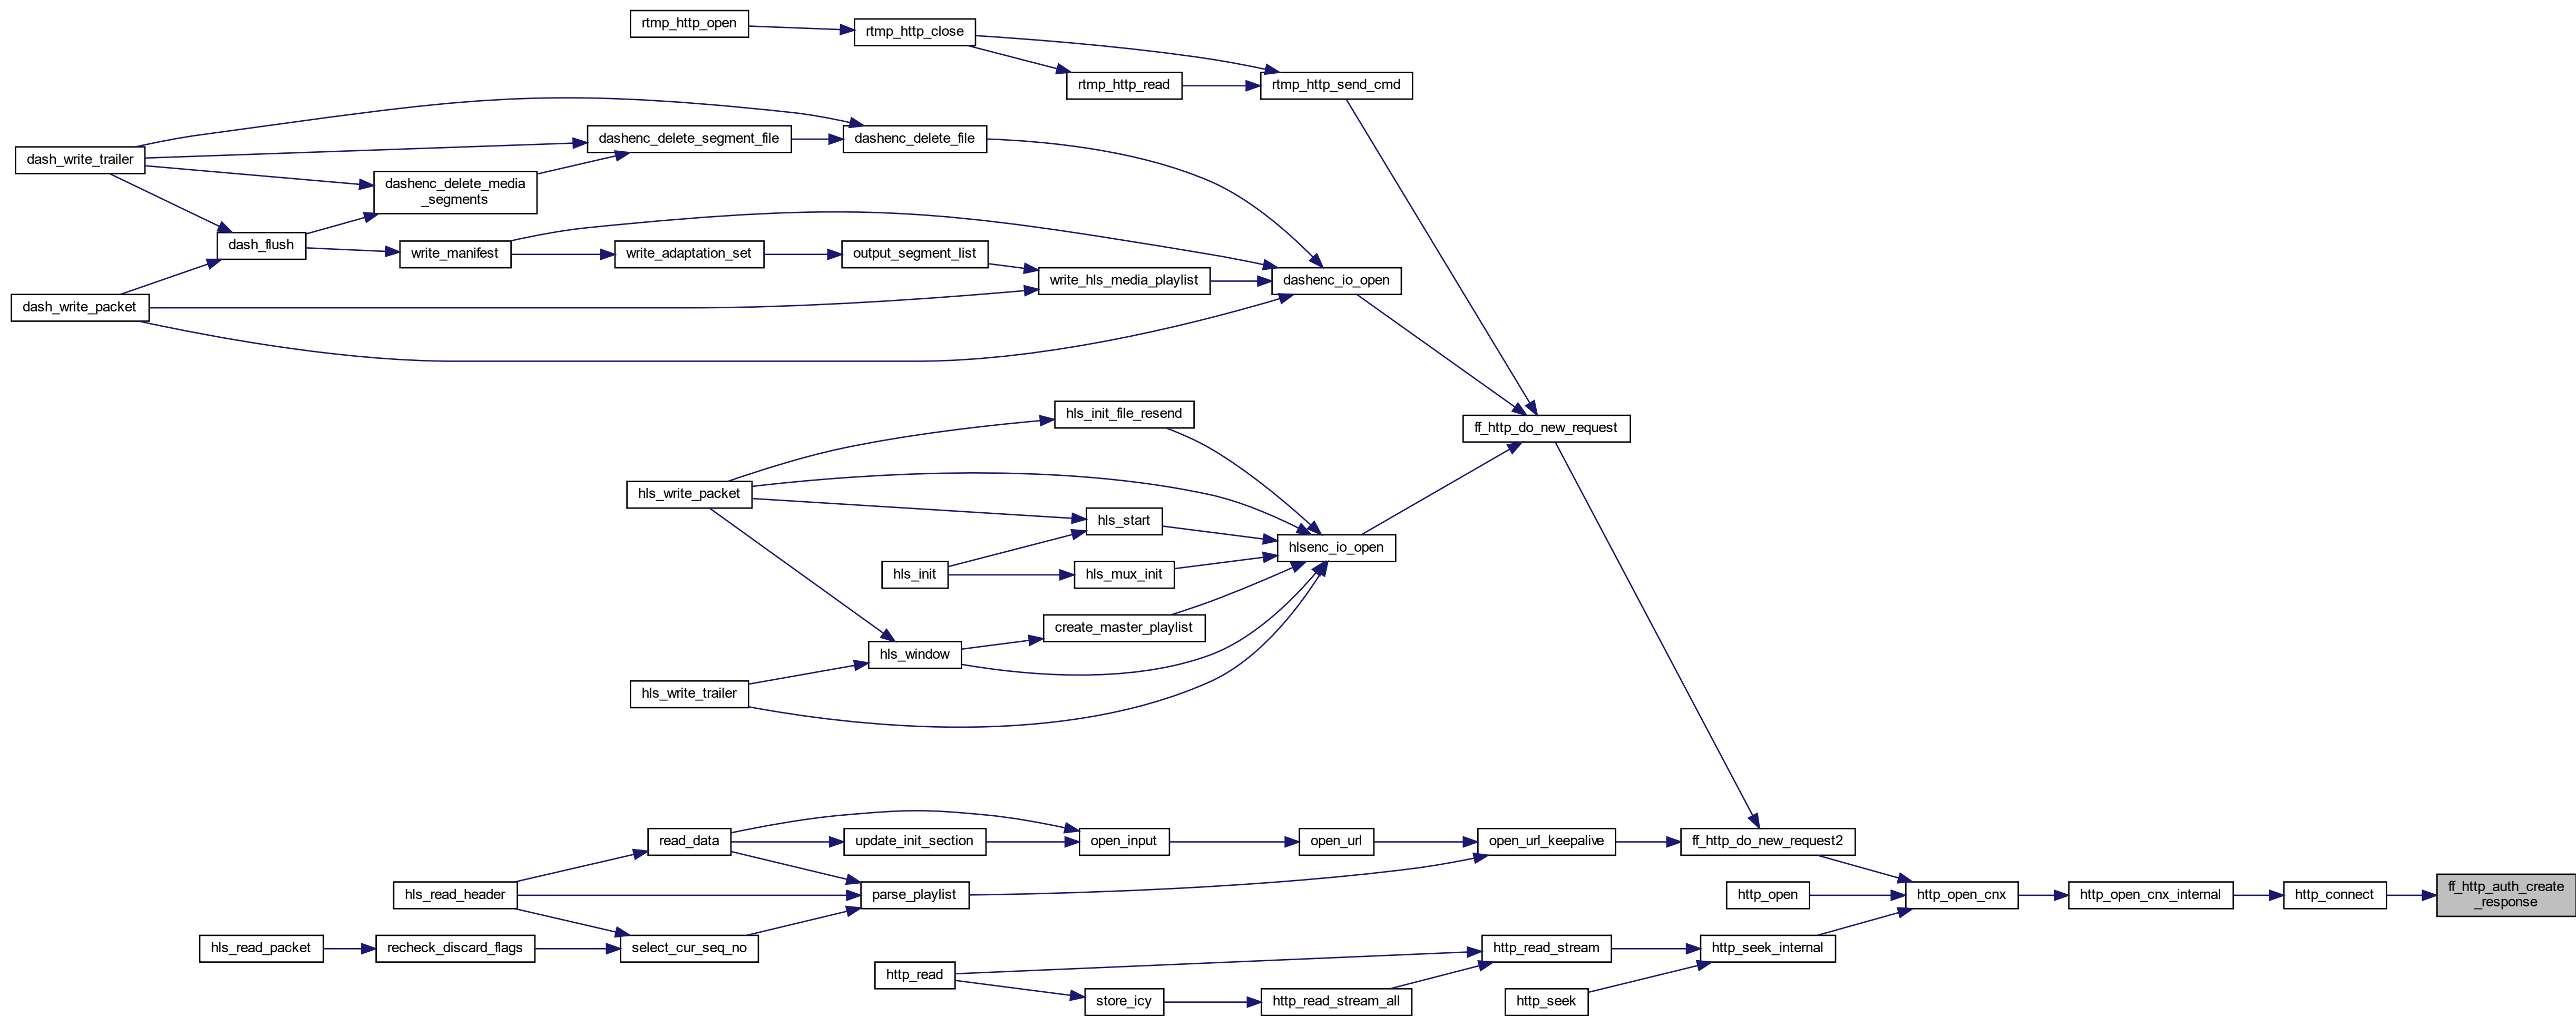 rtmp_http_open
rtmp_http_close
rtmp_http_read
rtmp_http_send_cmd
dash_write_trailer
dashenc_delete_segment_file
dashenc_delete_file
dashenc_delete_media
_segments
dash_flush
write_manifest
write_adaptation_set
output_segment_list
write_hls_media_playlist
dashenc_io_open
dash_write_packet
hls_init_file_resend
ff_http_do_new_request
hls_write_packet
hls_start
hlsenc_io_open
hls_init
hls_mux_init
create_master_playlist
hls_window
hls_write_trailer
read_data
update_init_section
open_input
open_url
open_url_keepalive
ff_http_do_new_request2
hls_read_header
parse_playlist
http_open
http_open_cnx
http_open_cnx_internal
http_connect
ff_http_auth_create
_response
hls_read_packet
recheck_discard_flags
select_cur_seq_no
http_read_stream
http_seek_internal
http_read
store_icy
http_read_stream_all
http_seek